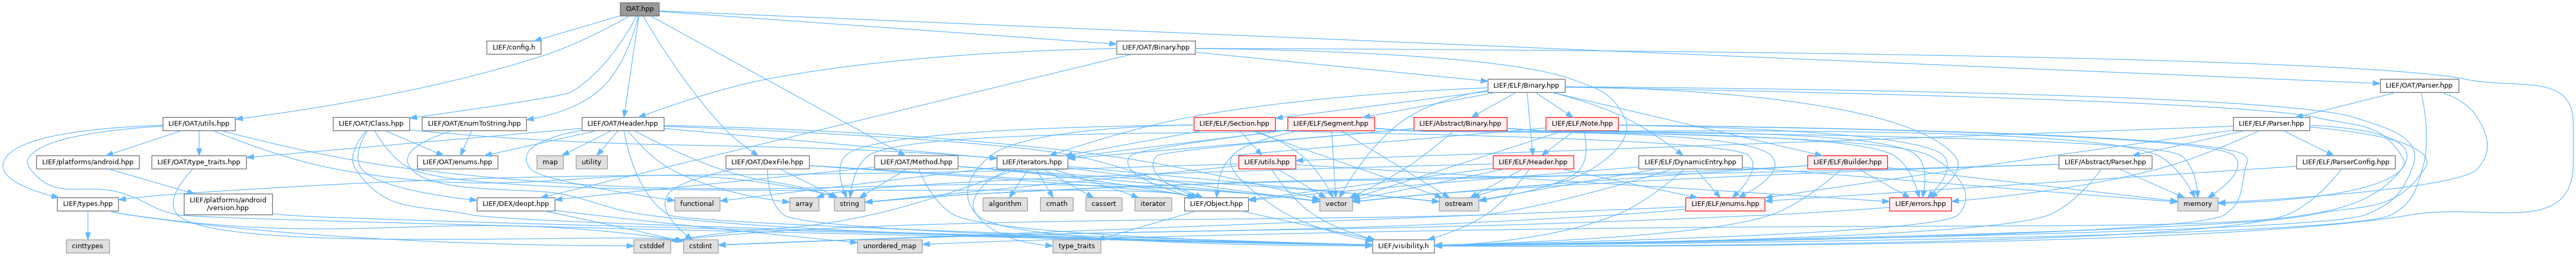 OAT.hpp
LIEF/config.h
LIEF/OAT/Binary.hpp
LIEF/ELF/Binary.hpp
LIEF/OAT/Parser.hpp
LIEF/OAT/utils.hpp
LIEF/OAT/Class.hpp
LIEF/OAT/EnumToString.hpp
LIEF/OAT/Header.hpp
LIEF/ELF/Section.hpp
LIEF/ELF/Segment.hpp
LIEF/Abstract/Binary.hpp
LIEF/ELF/Note.hpp
LIEF/ELF/Parser.hpp
LIEF/platforms/android.hpp
LIEF/OAT/type_traits.hpp
LIEF/OAT/enums.hpp
map
utility
LIEF/OAT/DexFile.hpp
LIEF/OAT/Method.hpp
LIEF/iterators.hpp
LIEF/utils.hpp
LIEF/ELF/Header.hpp
LIEF/ELF/DynamicEntry.hpp
LIEF/ELF/Builder.hpp
LIEF/Abstract/Parser.hpp
LIEF/ELF/ParserConfig.hpp
LIEF/types.hpp
LIEF/platforms/android
/version.hpp
LIEF/DEX/deopt.hpp
functional
array
string
algorithm
cmath
cassert
iterator
LIEF/Object.hpp
vector
ostream
LIEF/ELF/enums.hpp
LIEF/errors.hpp
memory
cinttypes
cstddef
cstdint
unordered_map
type_traits
LIEF/visibility.h